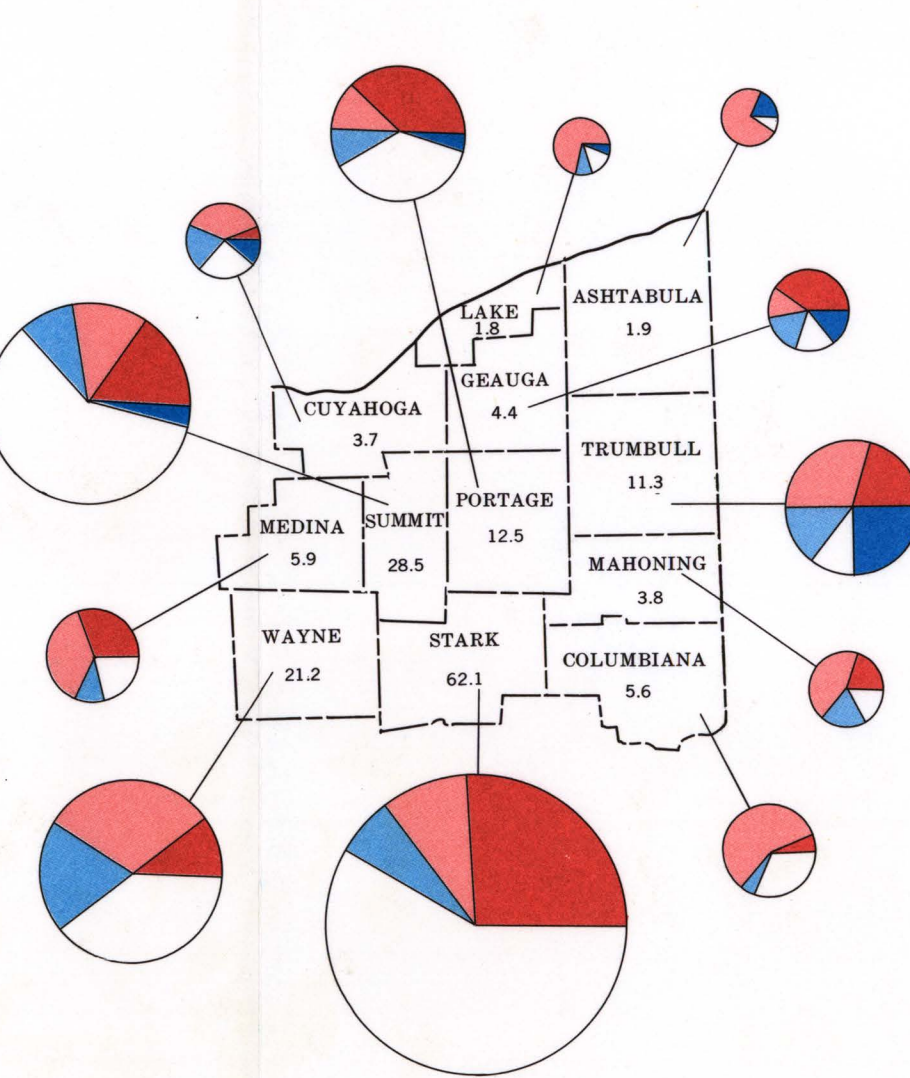 LAKE
1.8
ASHTABULA
1.9
GEAUGA
4.4
CUYAHOGA
3.7
TRUMBULL
11.3
PORTAGE
12.5
SUMMIT
28.5
MEDINA
5.9
MAHONING
3.8
WAYNE
21.2
STARK
62.1
COLUMBIANA
5.6